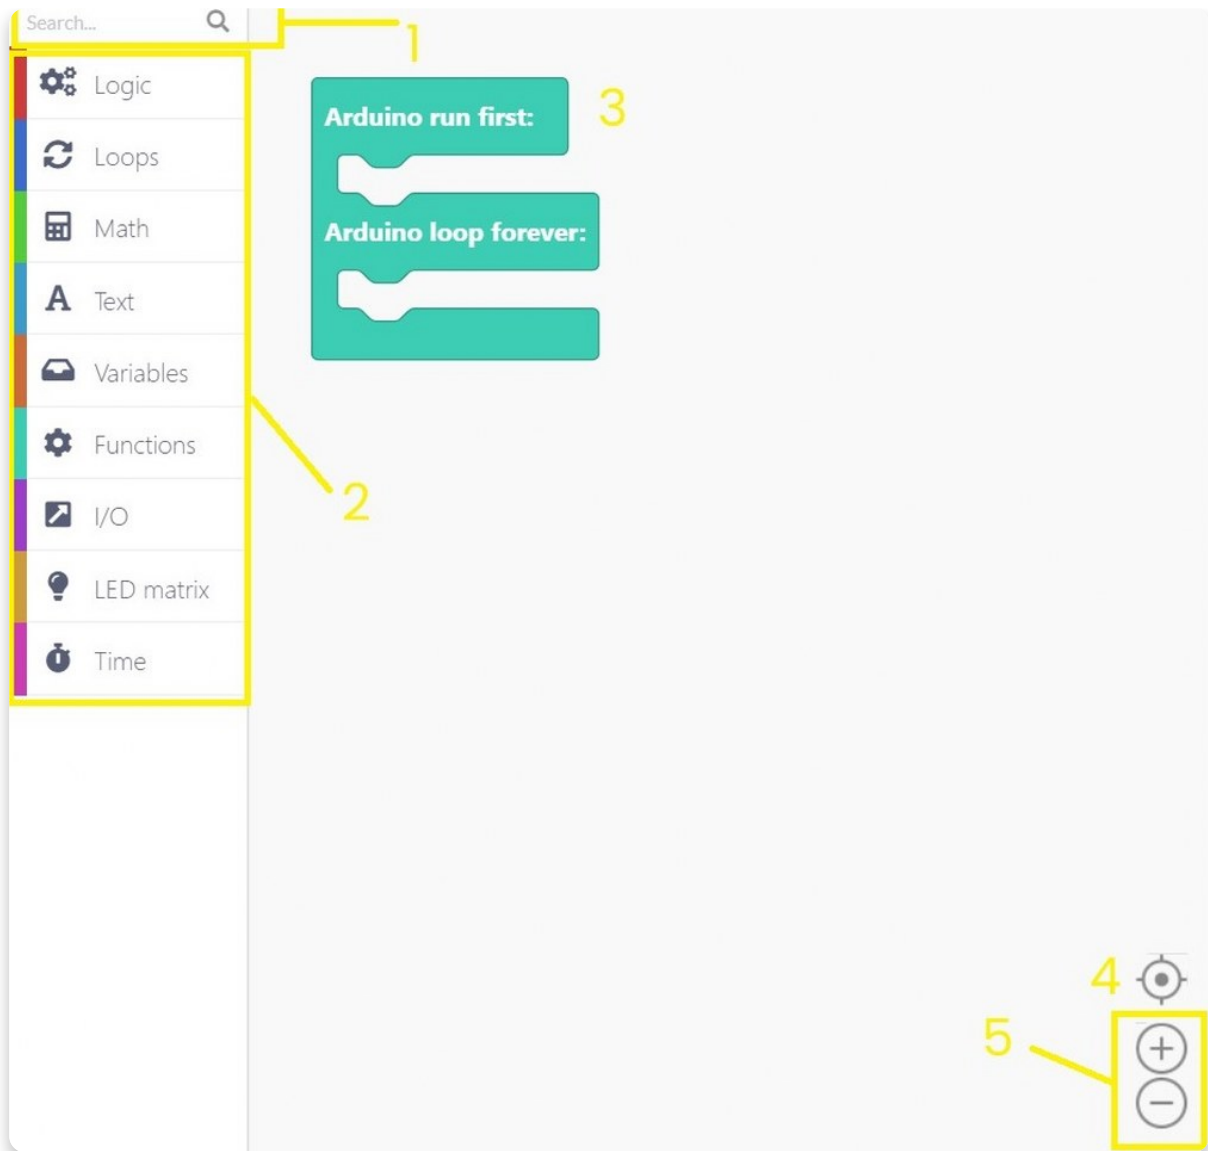 Search...
1
Logic
Arduino run first:
3
Loops
Math
Arduino loop forever:
Text
Variables
Functions
2
I/O
LED matrix
Time
4
5